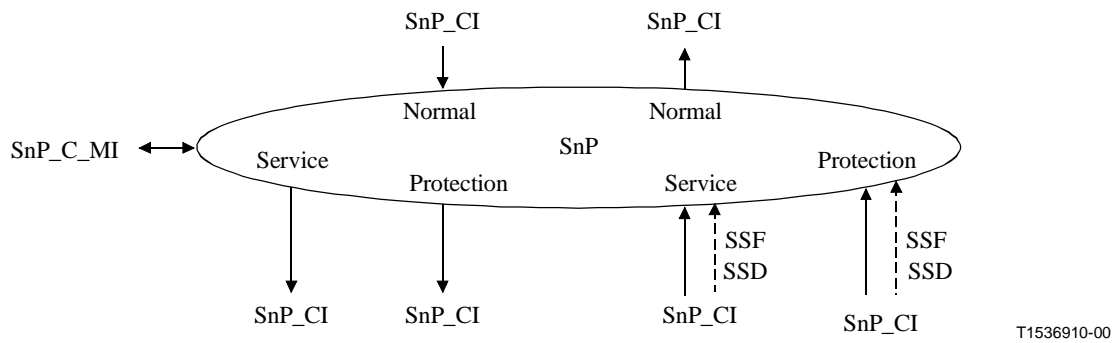 SnP_CI SnP_CI
Normal Normal
SnP_C_MI SnP
Service Protection
Protection Service
SSF SSF
SSD SSD
SnP_CI SnP_CI SnP_CI SnP_CI
T1536910-00